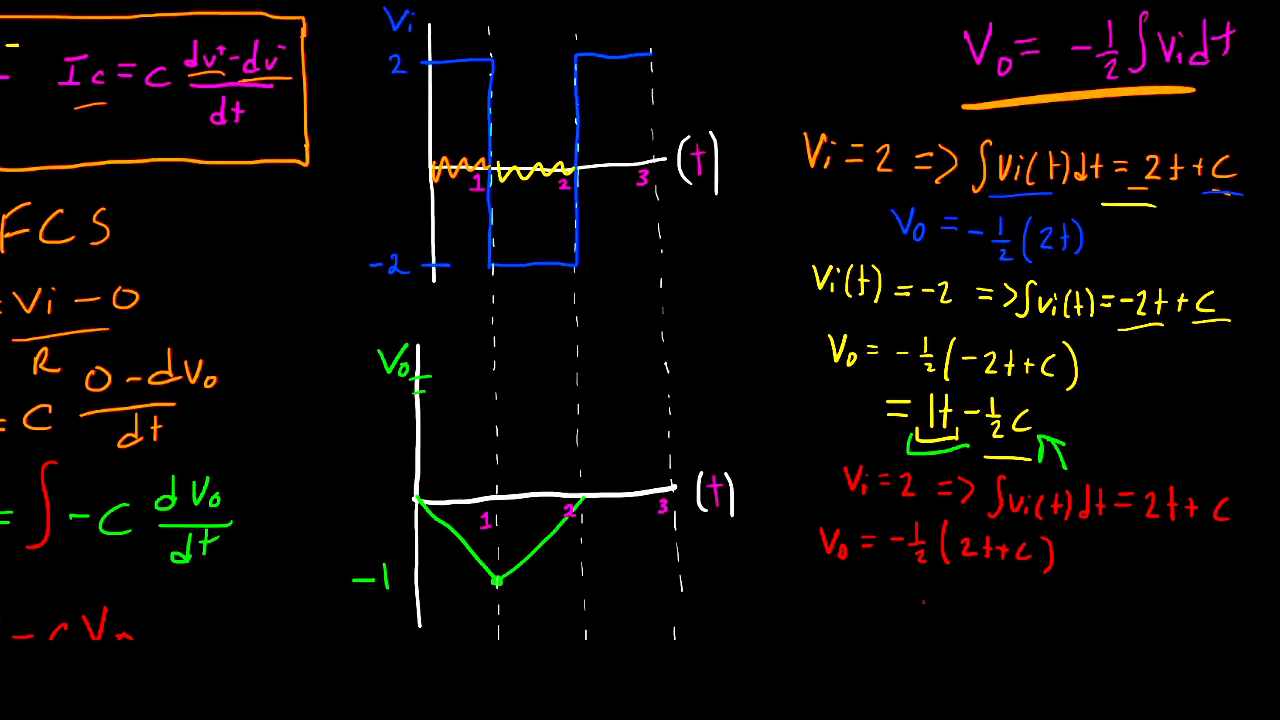 Ic = C dv⁺ - dv⁻
dt
FCS
= Vi - 0
R
= C 0 - dVo
dt
= ∫ - C dVo
dt
- C Vo
Vi
2
1
2
3
(t)
-2
Vo
1
2
3
(t)
-1
Vo = -1/2 ∫ Vi dt
Vi = 2 => ∫ Vi(t) dt = 2t + C
Vo = -1/2 (2t)
Vi(t) = -2 => ∫ Vi(t) = -2t + C
Vo = -1/2 (-2t + C)
= 1t - 1/2 C
Vi = 2 => ∫ Vi(t) dt = 2t + C
Vo = -1/2 (2t + C)